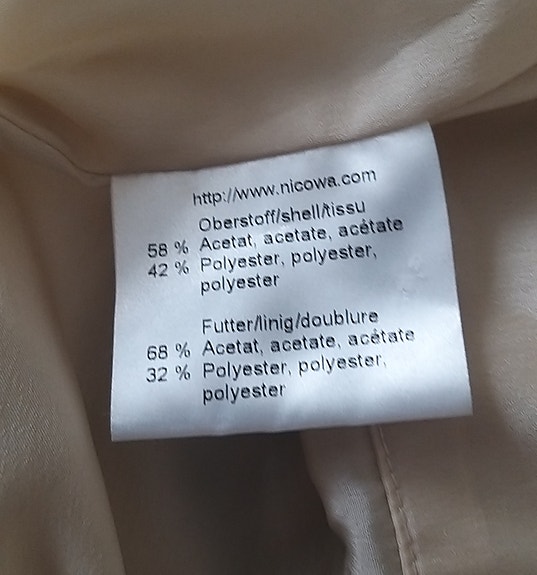 http://www.nicowa.com
Oberstoff/shell/tissu
58 % Acetat, acetate, acétate
42 % Polyester, polyester,
polyester
Futter/linig/doublure
68 % Acetat, acetate, acétate
32 % Polyester, polyester,
polyester